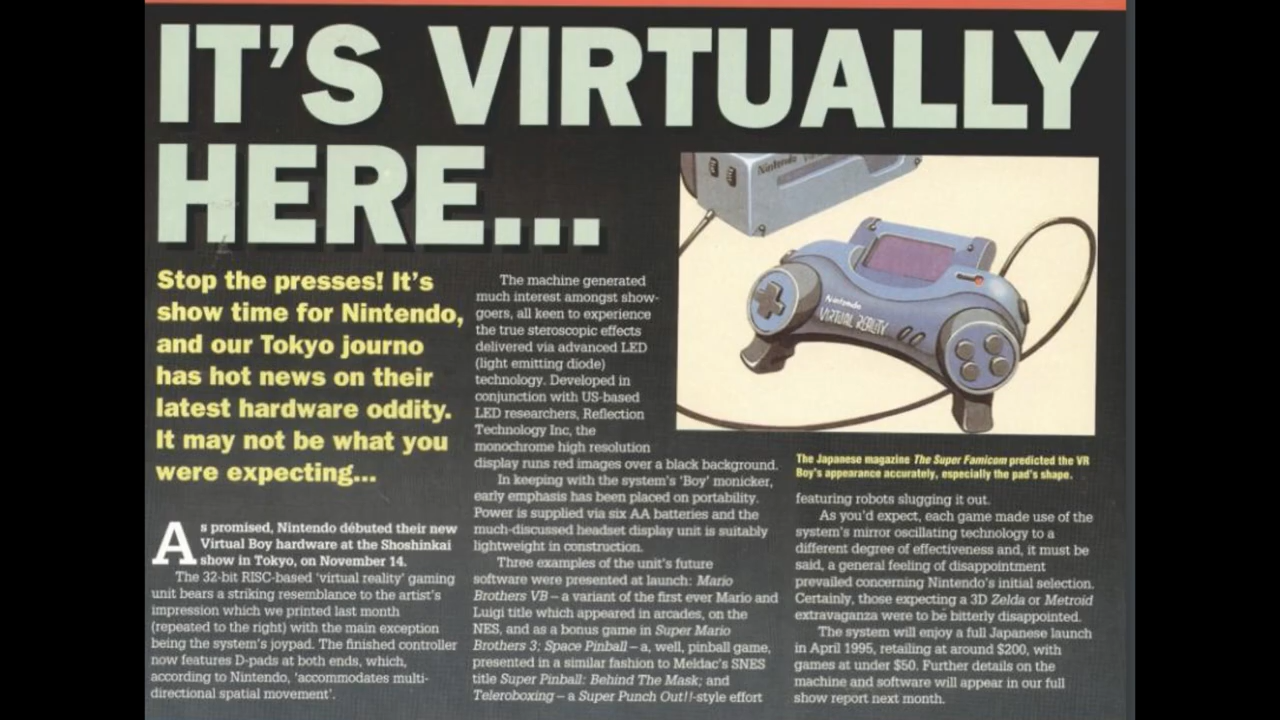 IT'S VIRTUALLY
HERE...
Stop the presses! It's
show time for Nintendo,
and our Tokyo journo
has hot news on their
latest hardware oddity.
It may not be what you
were expecting...
As promised, Nintendo débuted their new
Virtual Boy hardware at the Shoshinkai
show in Tokyo, on November 14.
The 32-bit RISC-based 'virtual reality' gaming
unit bears a striking resemblance to the artist's
impression which we printed last month
(repeated to the right) with the main exception
being the system's joypad. The finished controller
now features D-pads at both ends, which,
according to Nintendo, 'accommodates multi-
directional spatial movement'.
The machine generated
much interest amongst show-
goers, all keen to experience
the true steroscopic effects
delivered via advanced LED
(light emitting diode)
technology. Developed in
conjunction with US-based
LED researchers, Reflection
Technology Inc, the
monochrome high resolution
display runs red images over a black background.
In keeping with the system's 'Boy' monicker,
early emphasis has been placed on portability.
Power is supplied via six AA batteries and the
much-discussed headset display unit is suitably
lightweight in construction.
Three examples of the unit's future
software were presented at launch: Mario
Brothers VB – a variant of the first ever Mario and
Luigi title which appeared in arcades, on the
NES, and as a bonus game in Super Mario
Brothers 3; Space Pinball – a, well, pinball game,
presented in a similar fashion to Meldac's SNES
title Super Pinball: Behind The Mask; and
Teleroboxing – a Super Punch Out!!-style effort
Nintendo
Nintendo
VIRTUAL REALITY
The Japanese magazine The Super Famicom predicted the VR
Boy's appearance accurately, especially the pad's shape.
featuring robots slugging it out.
As you'd expect, each game made use of the
system's mirror oscillating technology to a
different degree of effectiveness and, it must be
said, a general feeling of disappointment
prevailed concerning Nintendo's initial selection.
Certainly, those expecting a 3D Zelda or Metroid
extravaganza were to be bitterly disappointed.
The system will enjoy a full Japanese launch
in April 1995, retailing at around $200, with
games at under $50. Further details on the
machine and software will appear in our full
show report next month.